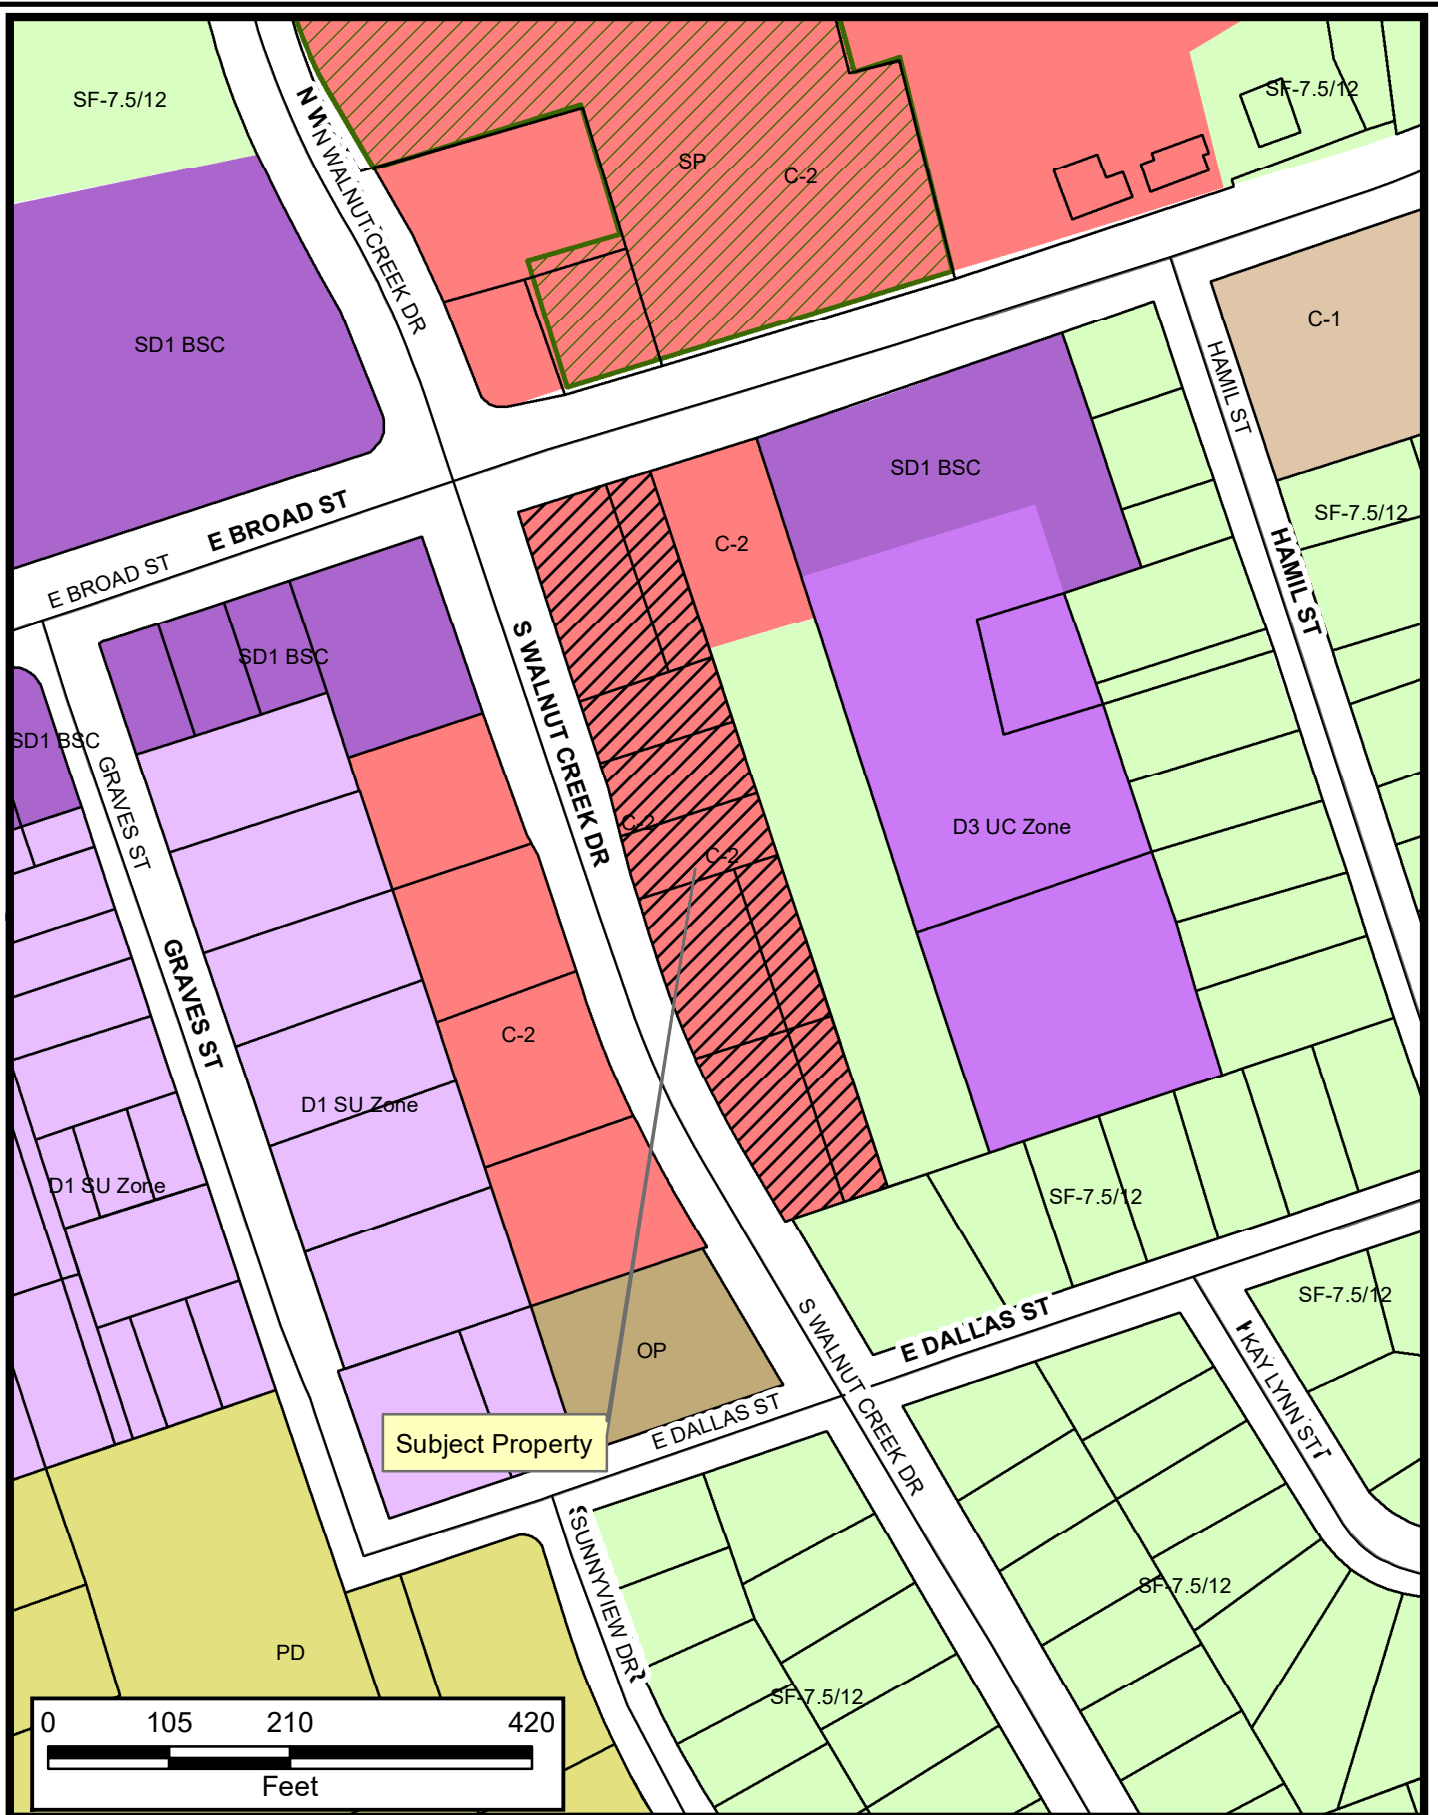 SF-7.5/12
SF-7.5/12
N WALNUT CREEK DR
SP
C-2
SD1 BSC
C-1
HAMIL ST
E BROAD ST
E BROAD ST
SD1 BSC
C-2
SF-7.5/12
HAMIL ST
SD1 BSC
S WALNUT CREEK DR
SD1 BSC
GRAVES ST
C-2
C-2
D3 UC Zone
GRAVES ST
C-2
D1 SU Zone
D1 SU Zone
SF-7.5/12
SF-7.5/12
OP
S WALNUT CREEK DR
E DALLAS ST
KAY LYNN ST
E DALLAS ST
Subject Property
SUNNYVIEW DR
SF-7.5/12
PD
SF-7.5/12
0 105 210 420
Feet